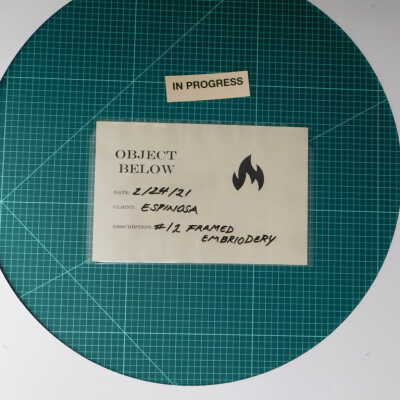 IN PROGRESS
OBJECT
BELOW
DATE: 2/24/21
CLIENT: ESPINOSA
DESCRIPTION: #12 FRAMED
EMBRIODERY